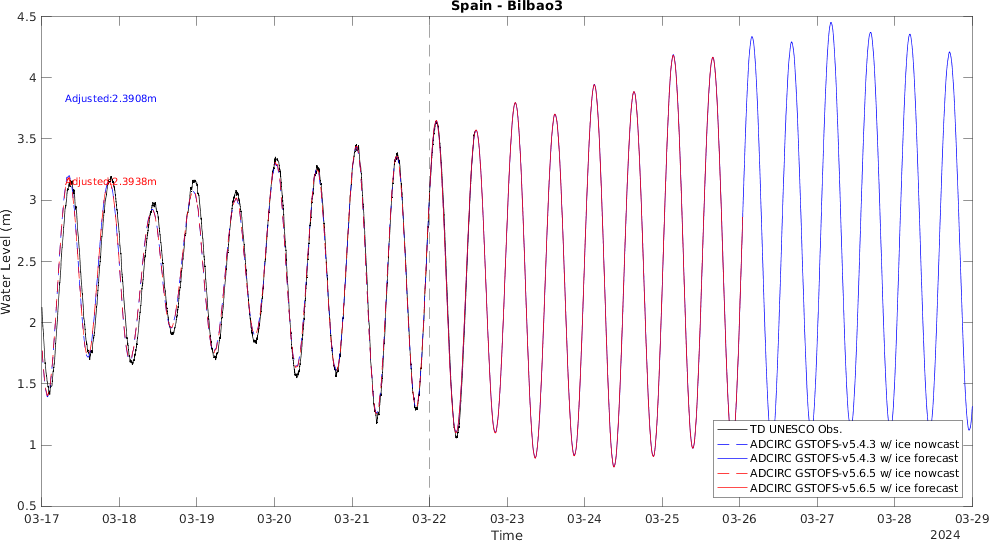 Spain - Bilbao3
4.5
4
3.5
3
2.5
2
1.5
1
0.5
Water Level (m)
Adjusted:2.3908m
Adjusted:2.3938m
TD UNESCO Obs.
ADCIRC GSTOFS-v5.4.3 w/ ice nowcast
ADCIRC GSTOFS-v5.4.3 w/ ice forecast
ADCIRC GSTOFS-v5.6.5 w/ ice nowcast
ADCIRC GSTOFS-v5.6.5 w/ ice forecast
03-17 03-18 03-19 03-20 03-21 03-22 03-23 03-24 03-25 03-26 03-27 03-28 03-29
Time
2024